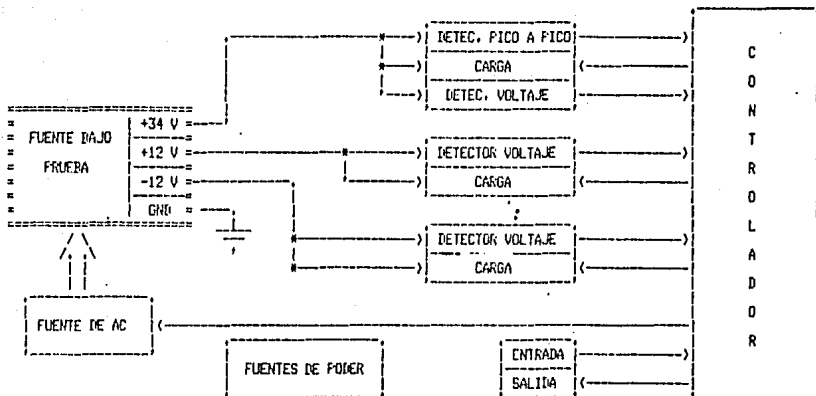 DETEC. PICO A PICO
CARGA
DETEC. VOLTAJE
FUENTE BAJO
PRUEBA
+34 V
+12 V
-12 V
GND
DETECTOR VOLTAJE
CARGA
DETECTOR VOLTAJE
CARGA
FUENTE DE AC
FUENTES DE PODER
ENTRADA
SALIDA
CONTROLADOR